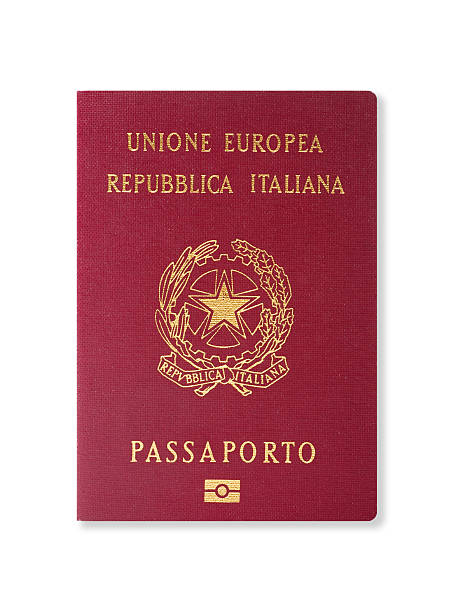 UNIONE EUROPEA
REPUBBLICA ITALIANA
REPVBBLICA ITALIANA
PASSAPORTO